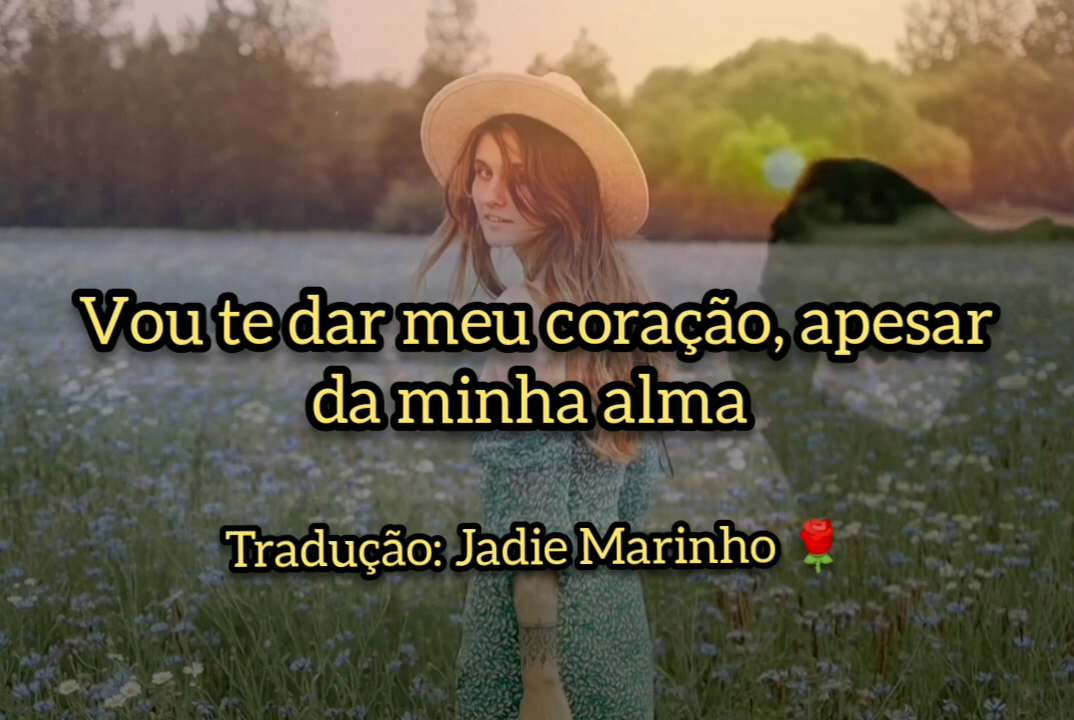 Vou te dar meu coração, apesar
da minha alma
Tradução: Jadie Marinho 🌹